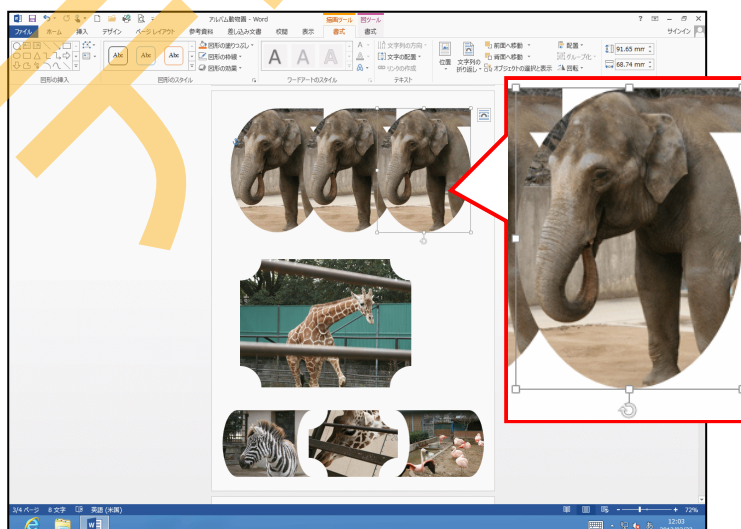 アルバム動物園 - Word
描画ツール 図ツール
サインイン
ファイル ホーム 挿入 デザイン ページ レイアウト 参考資料 差し込み文書 校閲 表示 書式 書式
図形の塗りつぶし
図形の枠線
図形の効果
Abc Abc Abc
A A A
文字列の方向
文字の配置
リンクの作成
位置 文字列の折り返し
前面へ移動
背面へ移動
オブジェクトの選択と表示
配置
グループ化
回転
91.65 mm
68.74 mm
図形の挿入 図形のスタイル ワードアートのスタイル テキスト
3/4 ページ 8 文字 英語 (米国)
72%
12:03